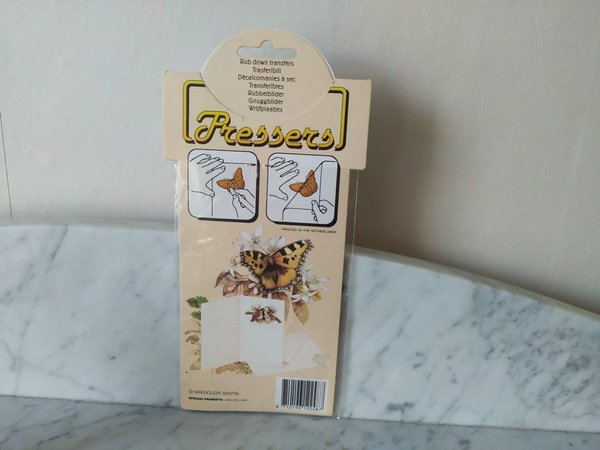 Rub down transfers
Trasferibili
Décalcomanies à sec
Transferibles
Rubbelbilder
Gnuggbilder
Wrijfplaatjes
Pressers
PRINTED IN THE NETHERLANDS
© MARJOLEIN BASTIN
SPECIAL PRODUCTS